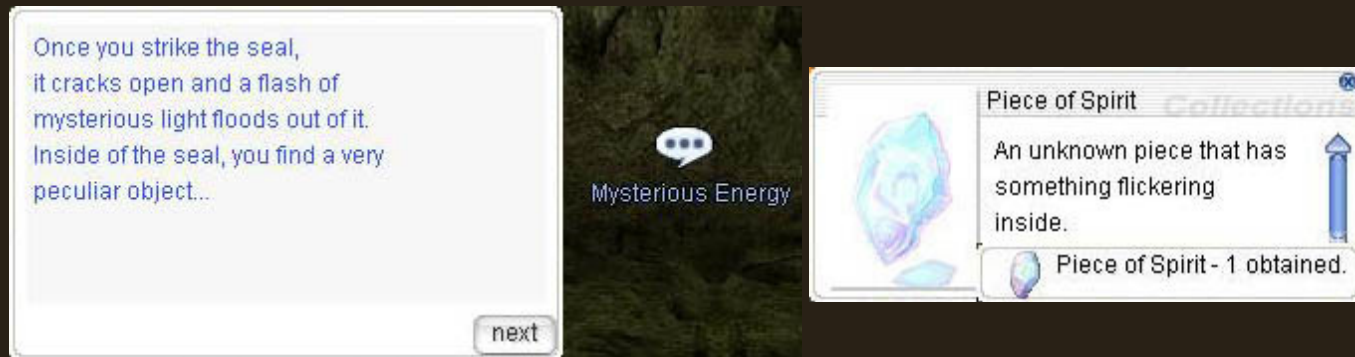 Once you strike the seal,
it cracks open and a flash of
mysterious light floods out of it.
Inside of the seal, you find a very
peculiar object...
next
Mysterious Energy
Piece of Spirit
Collections
An unknown piece that has
something flickering
inside.
Piece of Spirit - 1 obtained.